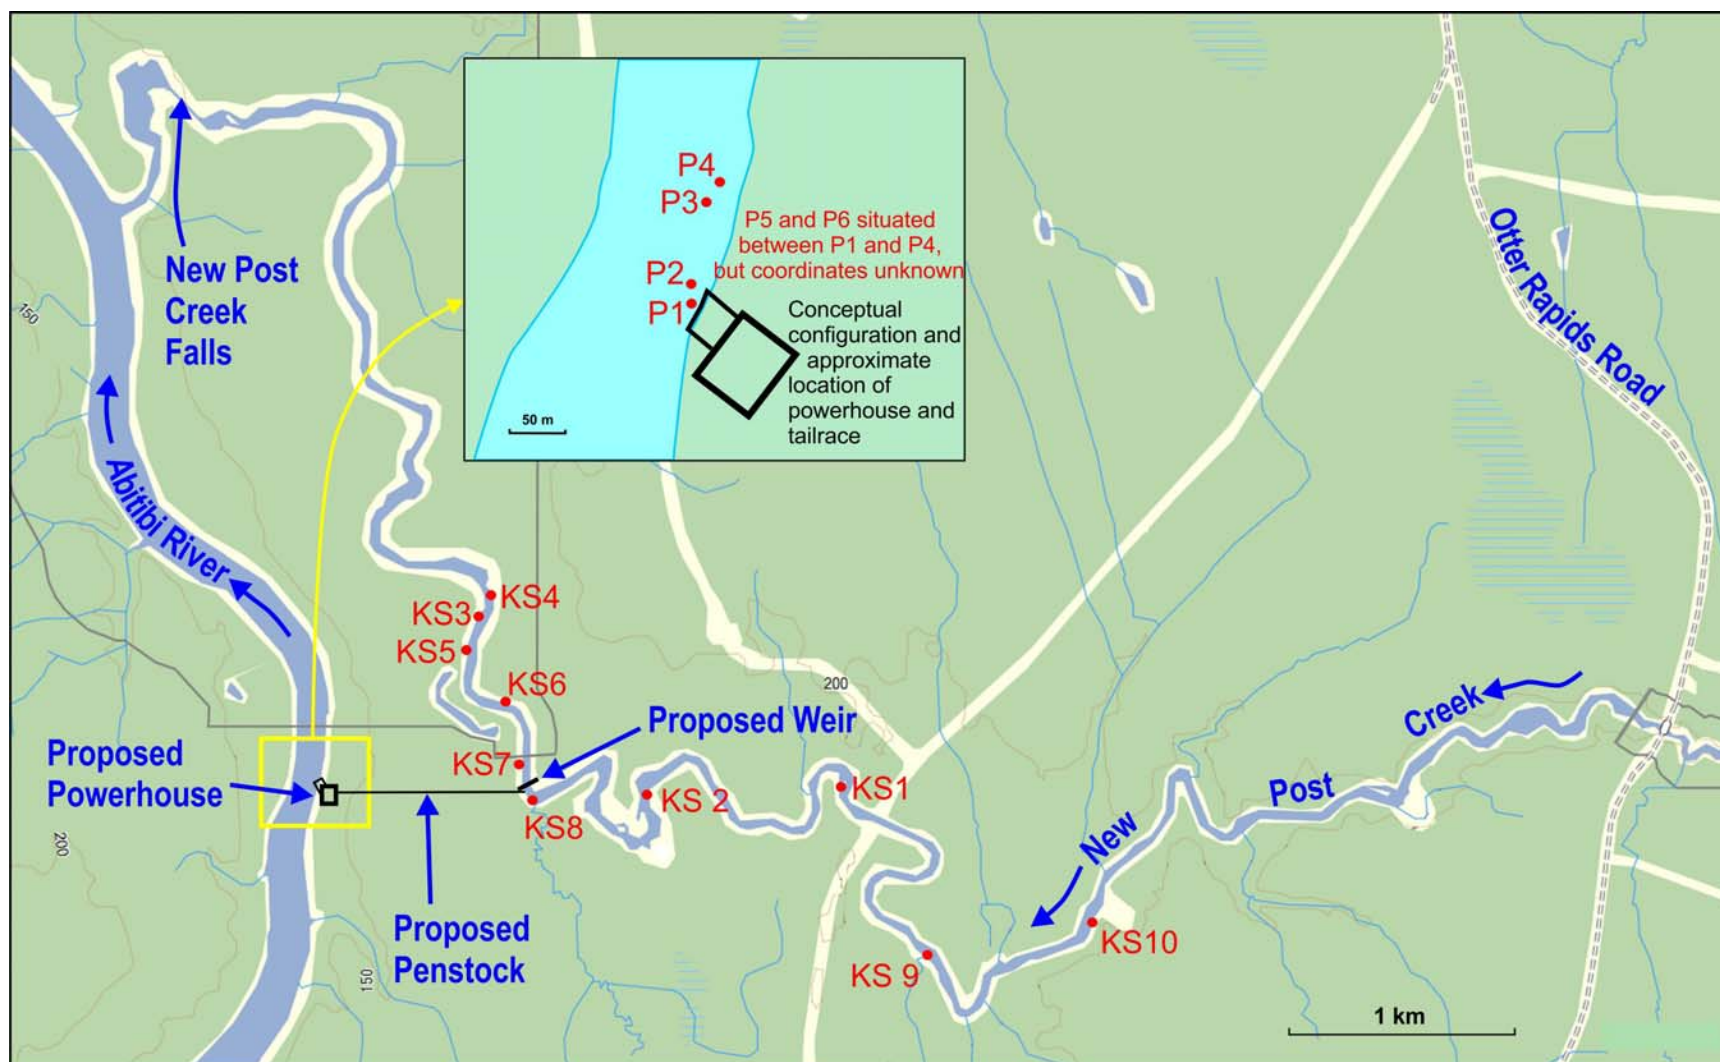 New Post
Creek
Falls
150
Abitibi River
P4
P3
P5 and P6 situated
between P1 and P4,
but coordinates unknown
P2
P1
Conceptual
configuration and
approximate
location of
powerhouse and
tailrace
50 m
Otter Rapids Road
KS4
KS3
KS5
KS6
200
Proposed Weir
Creek
Proposed
Powerhouse
KS7
KS8
KS 2
KS1
Post
New
200
Proposed
Penstock
150
KS 9
KS10
1 km